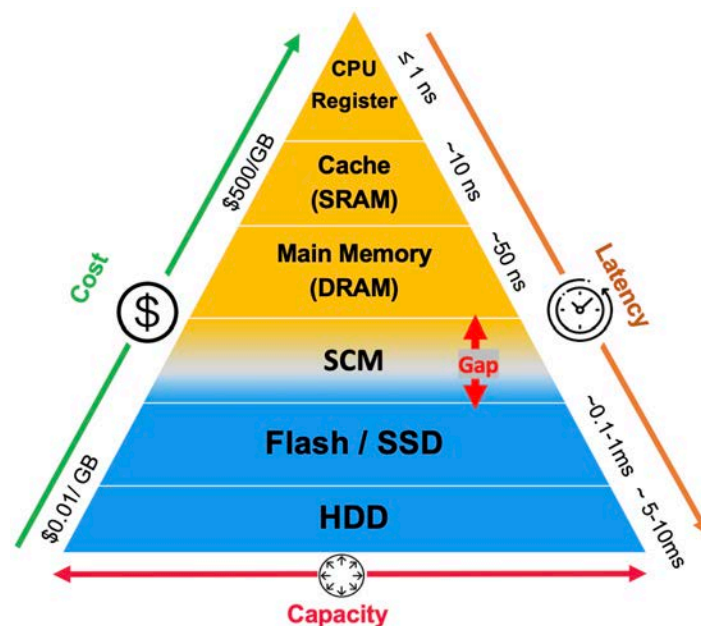 CPU
Register
≤ 1 ns
Cache
(SRAM)
~10 ns
$500/GB
Main Memory
(DRAM)
~50 ns
Cost
$
Latency
SCM
Gap
Flash / SSD
~0.1-1ms
$0.01/ GB
HDD
~ 5-10ms
Capacity